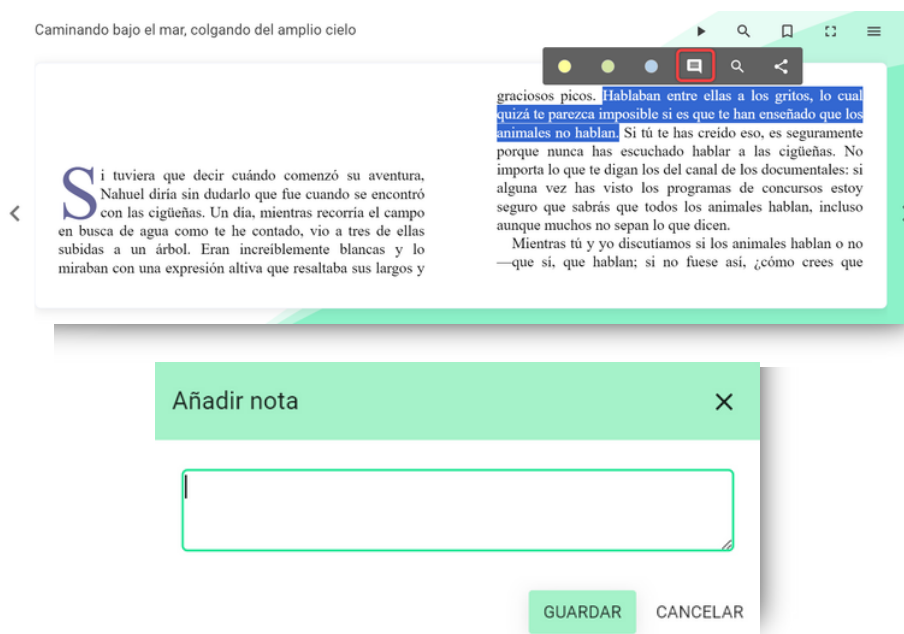 Caminando bajo el mar, colgando del amplio cielo
Si tuviera que decir cuándo comenzó su aventura,
Nahuel diría sin dudarlo que fue cuando se encontró
con las cigüeñas. Un día, mientras recorría el campo
en busca de agua como te he contado, vio a tres de ellas
subidas a un árbol. Eran increíblemente blancas y lo
miraban con una expresión altiva que resaltaba sus largos y
graciosos picos. Hablaban entre ellas a los gritos, lo cual
quizá te parezca imposible si es que te han enseñado que los
animales no hablan. Si tú te has creído eso, es seguramente
porque nunca has escuchado hablar a las cigüeñas. No
importa lo que te digan los del canal de los documentales: si
alguna vez has visto los programas de concursos estoy
seguro que sabrás que todos los animales hablan, incluso
aunque muchos no sepan lo que dicen.
Mientras tú y yo discutíamos si los animales hablan o no
—que sí, que hablan; si no fuese así, ¿cómo crees que
Añadir nota
GUARDAR CANCELAR